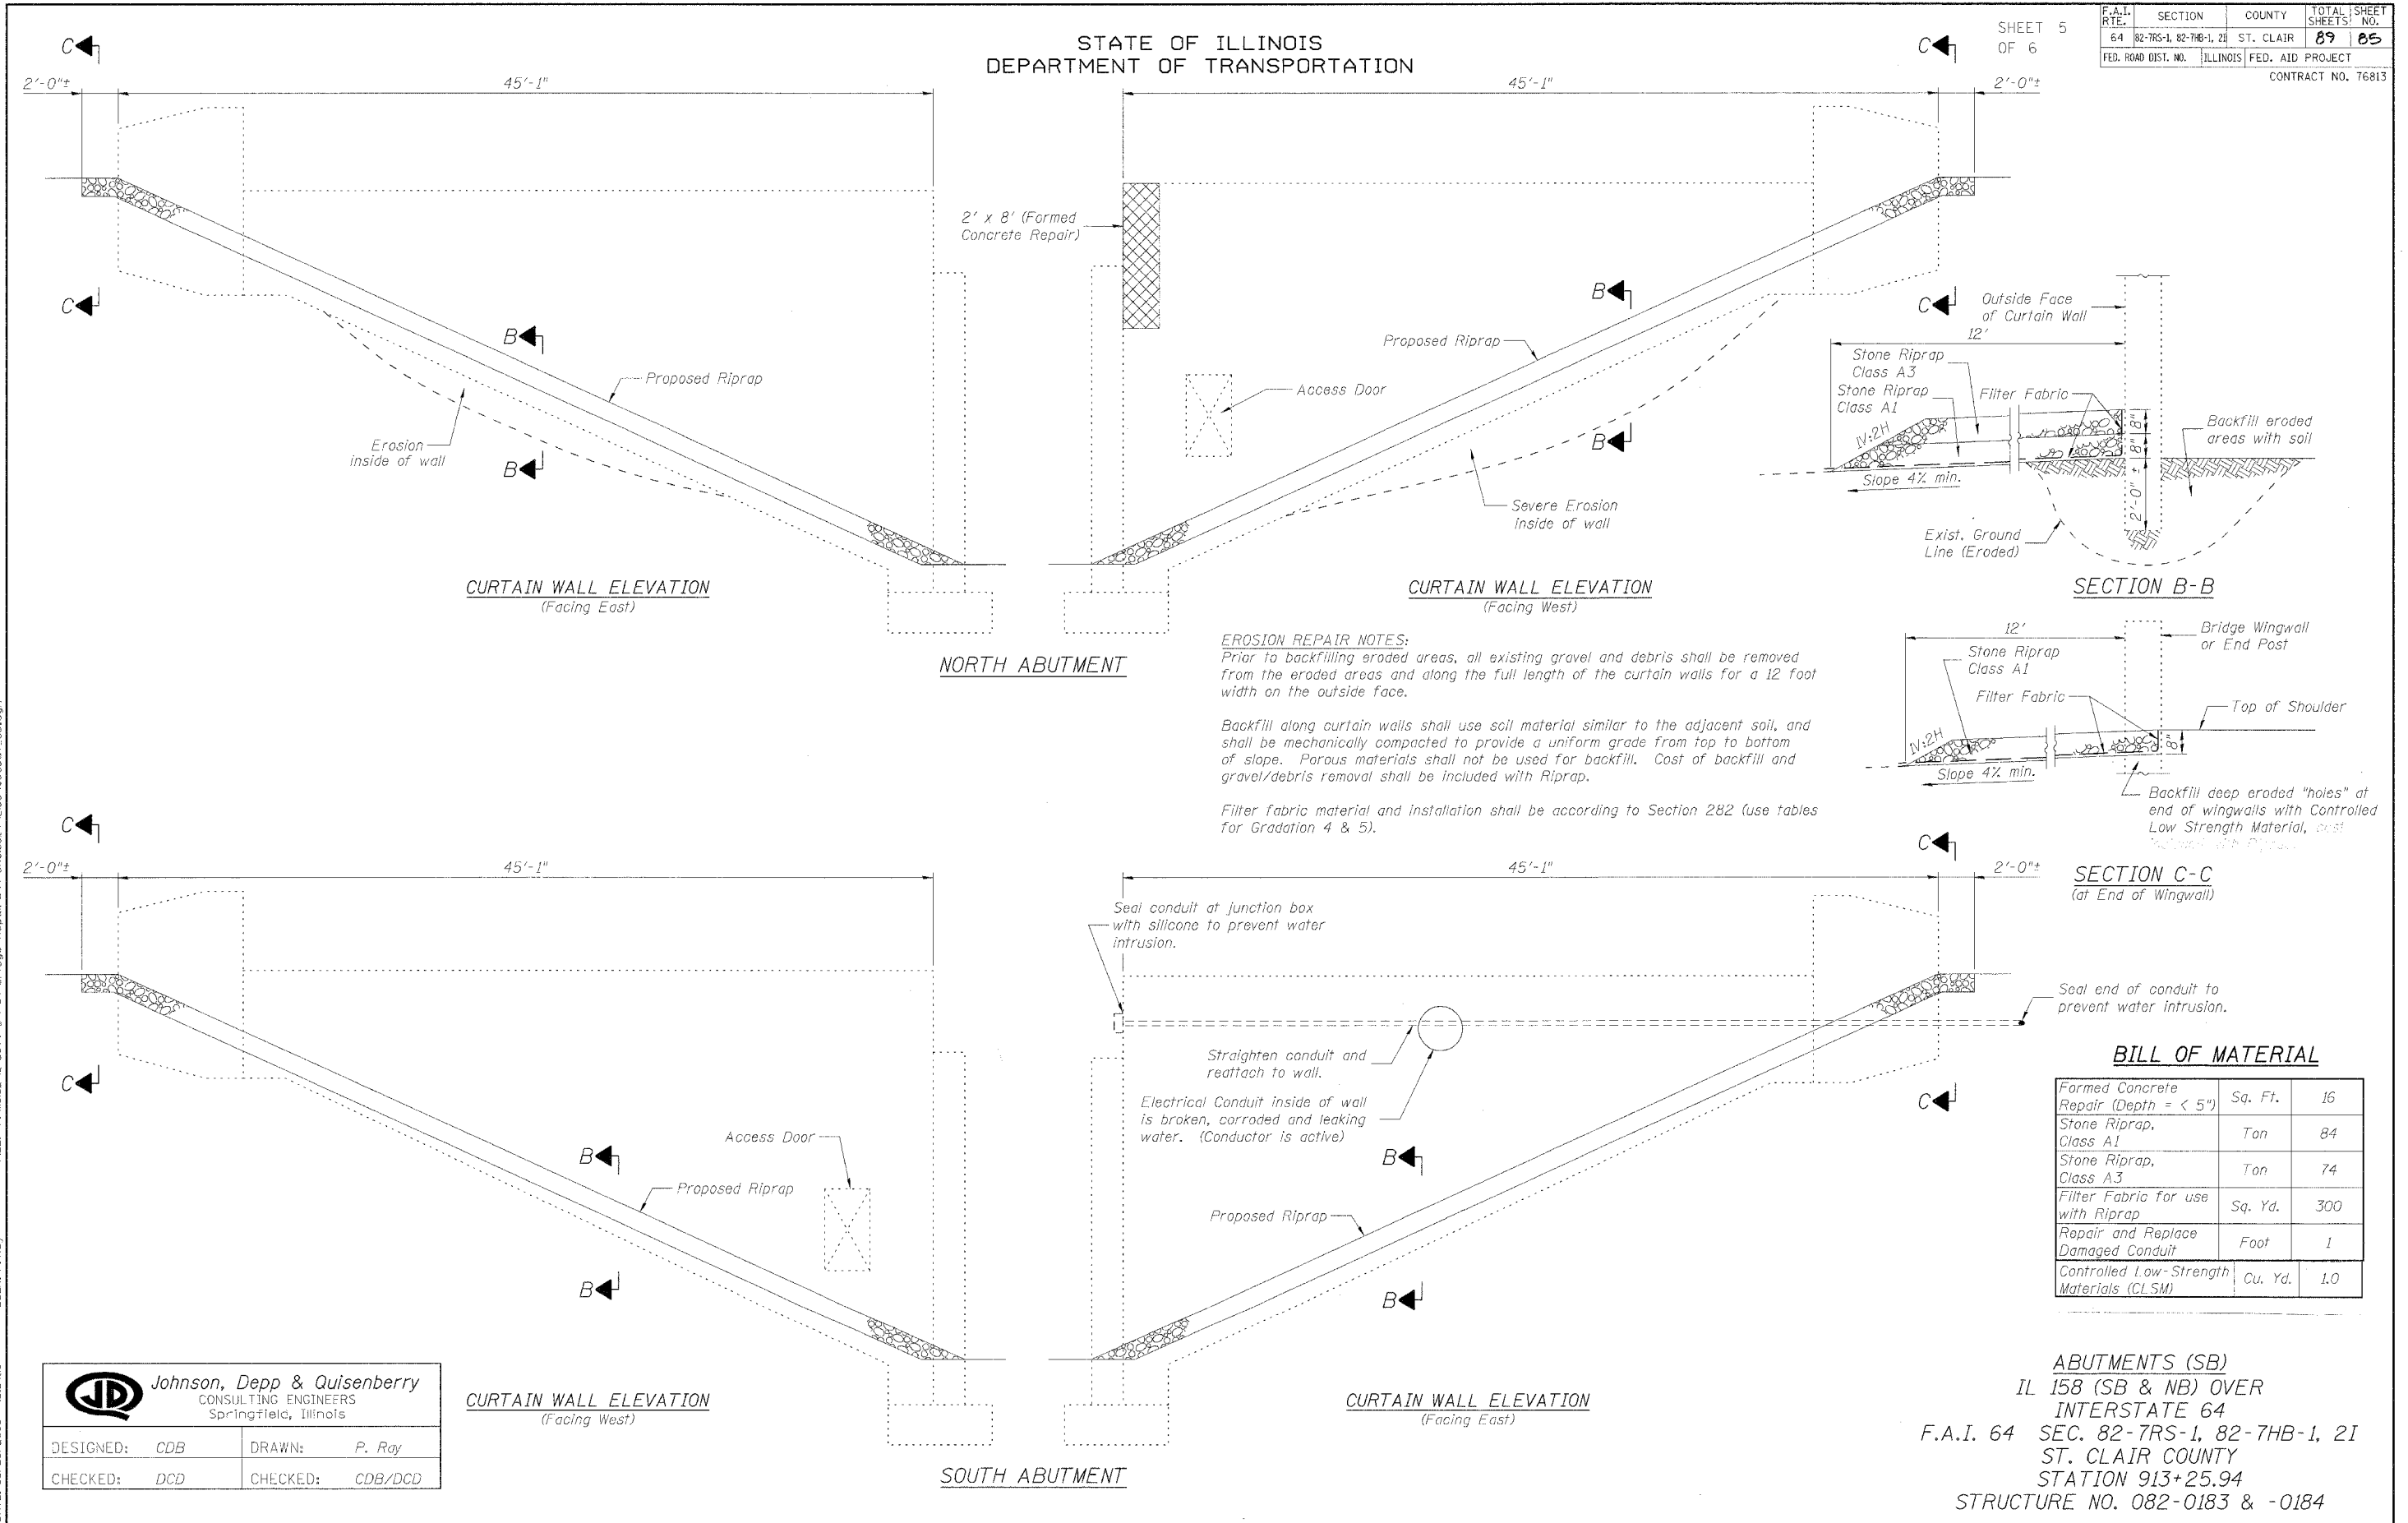 STATE OF ILLINOIS
DEPARTMENT OF TRANSPORTATION
SHEET 5
OF 6
F.A.I. RTE. SECTION COUNTY TOTAL SHEETS SHEET NO.
64 82-7RS-1, 82-7HB-1, 2I ST. CLAIR 89 85
FED. ROAD DIST. NO. ILLINOIS FED. AID PROJECT
CONTRACT NO. 76813
C
C
2'-0"±
45'-1"
45'-1"
2'-0"±
2' x 8' (Formed
Concrete Repair)
C
C
B
B
Proposed Riprap
Erosion
inside of wall
B
B
Proposed Riprap
Access Door
Severe Erosion
inside of wall
Outside Face
of Curtain Wall
12'
Stone Riprap
Class A3
Stone Riprap
Class A1
Filter Fabric
1V:2H
Slope 4% min.
8"
8"
2'-0" ±
Backfill eroded
areas with soil
Exist. Ground
Line (Eroded)
SECTION B-B
CURTAIN WALL ELEVATION
(Facing East)
CURTAIN WALL ELEVATION
(Facing West)
NORTH ABUTMENT
EROSION REPAIR NOTES:
Prior to backfilling eroded areas, all existing gravel and debris shall be removed
from the eroded areas and along the full length of the curtain walls for a 12 foot
width on the outside face.
Backfill along curtain walls shall use soil material similar to the adjacent soil, and
shall be mechanically compacted to provide a uniform grade from top to bottom
of slope. Porous materials shall not be used for backfill. Cost of backfill and
gravel/debris removal shall be included with Riprap.
Filter fabric material and installation shall be according to Section 282 (use tables
for Gradation 4 & 5).
12'
Bridge Wingwall
or End Post
Stone Riprap
Class A1
Filter Fabric
Top of Shoulder
1V:2H
8"
Slope 4% min.
Backfill deep eroded "holes" at
end of wingwalls with Controlled
Low Strength Material, cost
SECTION C-C
(at End of Wingwall)
C
C
2'-0"±
45'-1"
45'-1"
2'-0"±
C
C
Seal conduit at junction box
with silicone to prevent water
intrusion.
Straighten conduit and
reattach to wall.
Electrical Conduit inside of wall
is broken, corroded and leaking
water. (Conductor is active)
Seal end of conduit to
prevent water intrusion.
Access Door
B
B
Proposed Riprap
B
B
Proposed Riprap
BILL OF MATERIAL
Formed Concrete
Repair (Depth = < 5") Sq. Ft. 16
Stone Riprap,
Class A1 Ton 84
Stone Riprap,
Class A3 Ton 74
Filter Fabric for use
with Riprap Sq. Yd. 300
Repair and Replace
Damaged Conduit Foot 1
Controlled Low-Strength
Materials (CLSM) Cu. Yd. 1.0
JDQ
Johnson, Depp & Quisenberry
CONSULTING ENGINEERS
Springfield, Illinois
DESIGNED: CDB DRAWN: P. Ray
CHECKED: DCD CHECKED: CDB/DCD
CURTAIN WALL ELEVATION
(Facing West)
CURTAIN WALL ELEVATION
(Facing East)
SOUTH ABUTMENT
ABUTMENTS (SB)
IL 158 (SB & NB) OVER
INTERSTATE 64
F.A.I. 64 SEC. 82-7RS-1, 82-7HB-1, 2I
ST. CLAIR COUNTY
STATION 913+25.94
STRUCTURE NO. 082-0183 & -0184